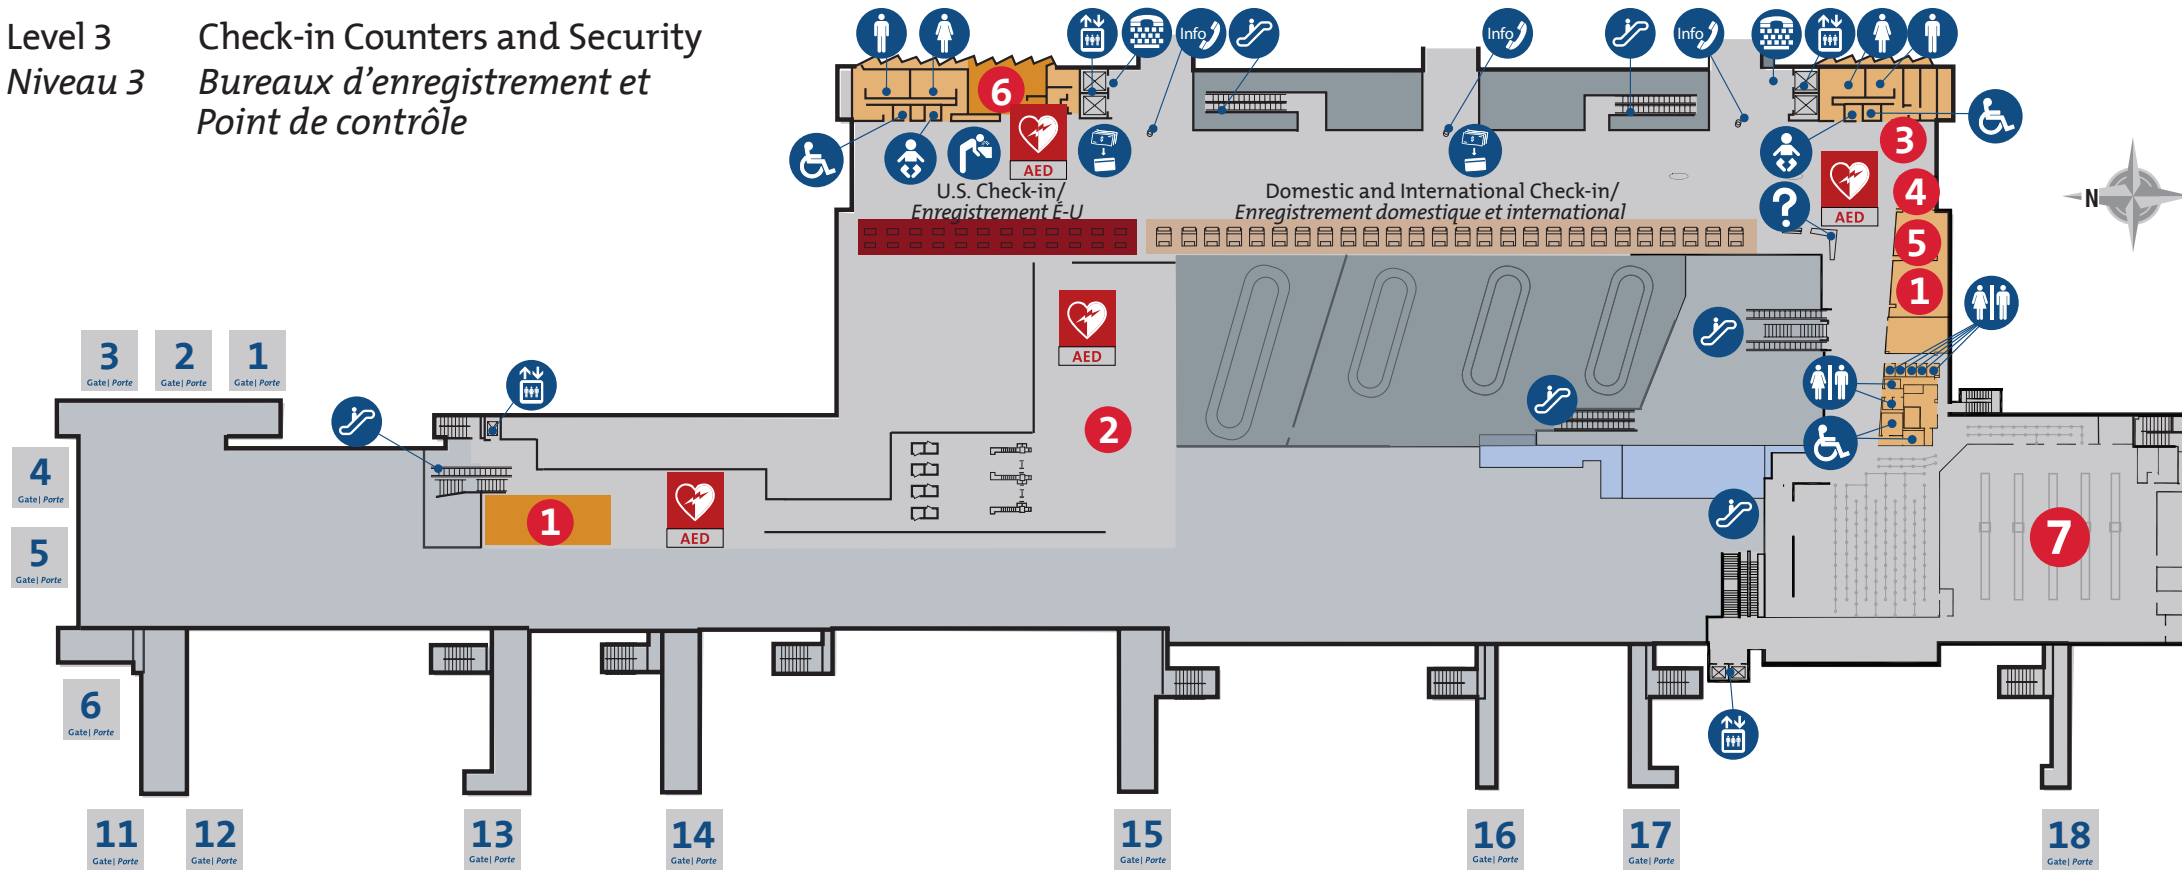 Level 3
Niveau 3
Check-in Counters and Security
Bureaux d'enregistrement et
Point de contrôle
Info
Info
Info
6
AED
U.S. Check-in/
Enregistrement É-U
Domestic and International Check-in/
Enregistrement domestique et international
3
AED
4
5
1
?
N
AED
2
3
Gate| Porte
2
Gate| Porte
1
Gate| Porte
4
Gate| Porte
5
Gate| Porte
1
AED
7
6
Gate| Porte
11
Gate| Porte
12
Gate| Porte
13
Gate| Porte
14
Gate| Porte
15
Gate| Porte
16
Gate| Porte
17
Gate| Porte
18
Gate| Porte